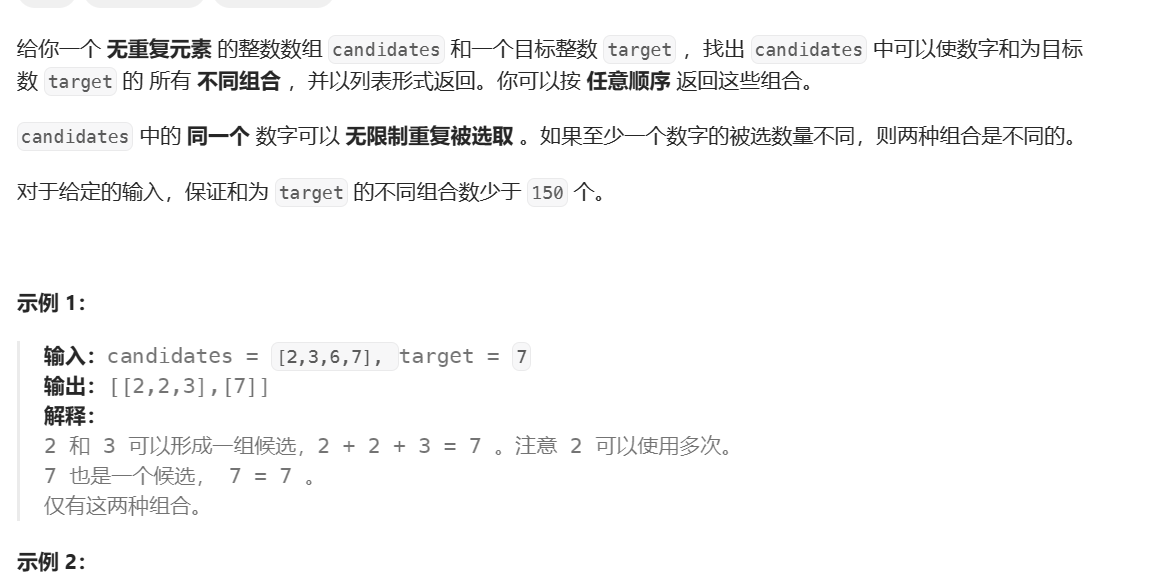 给你一个 无重复元素 的整数数组 candidates 和一个目标整数 target ，找出 candidates 中可以使数字和为目标
数 target 的 所有 不同组合 ，并以列表形式返回。你可以按 任意顺序 返回这些组合。
candidates 中的 同一个 数字可以 无限制重复被选取 。如果至少一个数字的被选数量不同，则两种组合是不同的。
对于给定的输入，保证和为 target 的不同组合数少于 150 个。
示例 1：
输入：candidates = [2,3,6,7], target = 7
输出：[[2,2,3],[7]]
解释：
2 和 3 可以形成一组候选，2 + 2 + 3 = 7 。注意 2 可以使用多次。
7 也是一个候选， 7 = 7 。
仅有这两种组合。
示例 2：